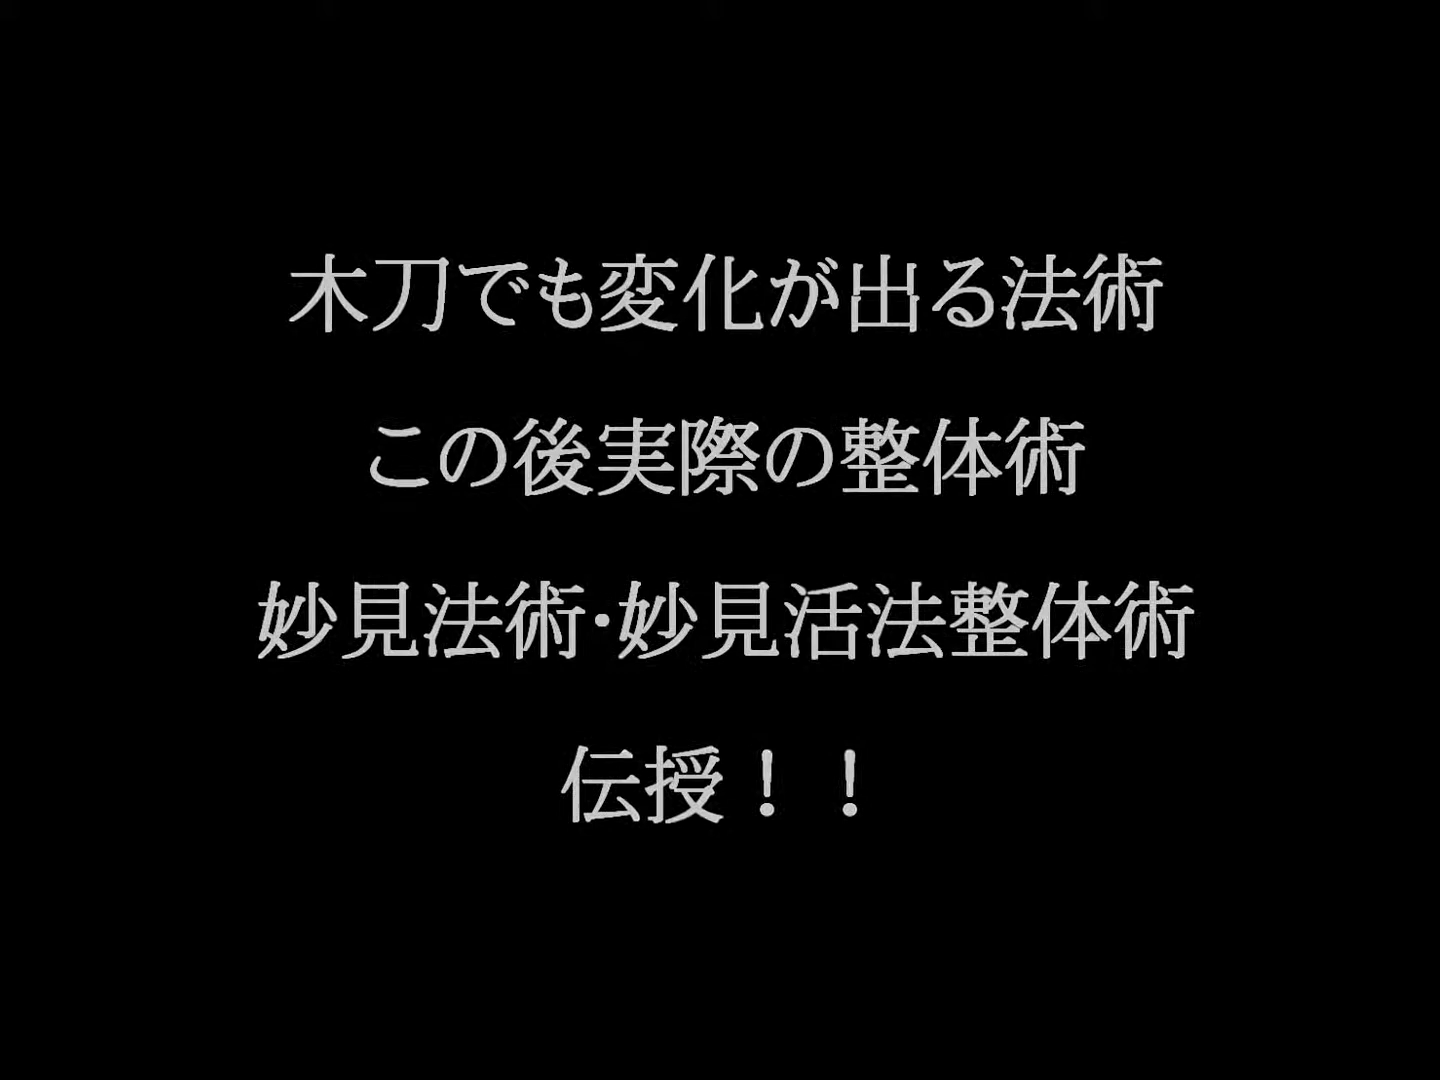 木刀でも変化が出る法術
この後実際の整体術
妙見法術・妙見活法整体術
伝授！！